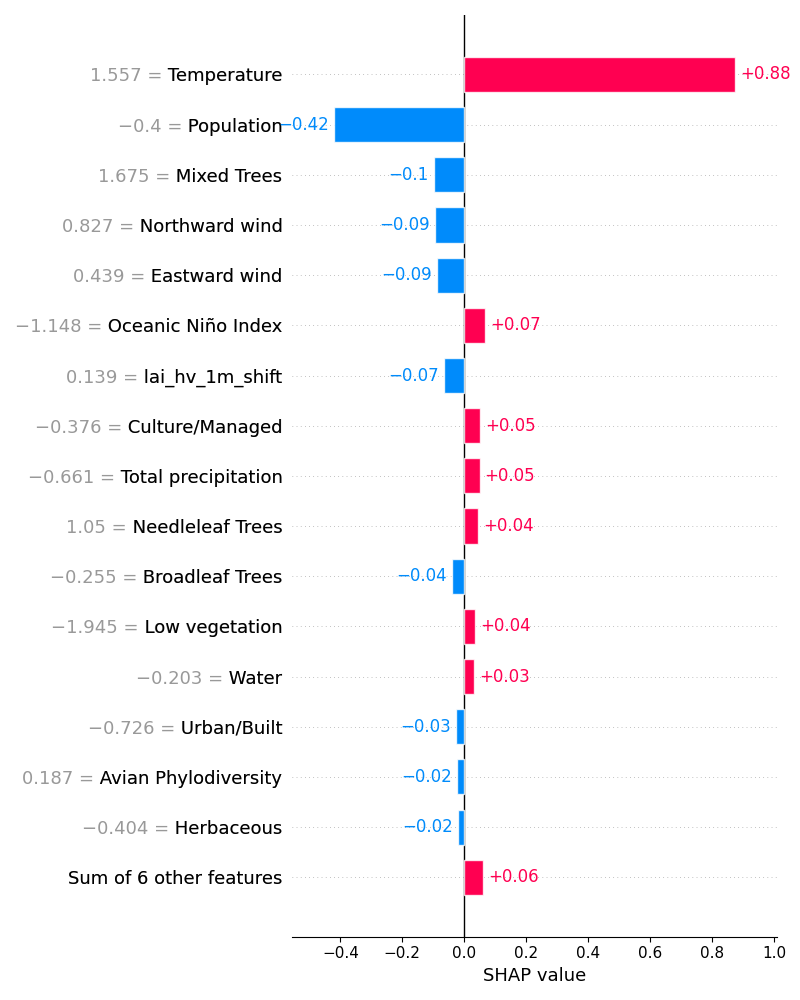 1.557 = Temperature +0.88
−0.4 = Population −0.42
1.675 = Mixed Trees −0.1
0.827 = Northward wind −0.09
0.439 = Eastward wind −0.09
−1.148 = Oceanic Niño Index +0.07
0.139 = lai_hv_1m_shift −0.07
−0.376 = Culture/Managed +0.05
−0.661 = Total precipitation +0.05
1.05 = Needleleaf Trees +0.04
−0.255 = Broadleaf Trees −0.04
−1.945 = Low vegetation +0.04
−0.203 = Water +0.03
−0.726 = Urban/Built −0.03
0.187 = Avian Phylodiversity −0.02
−0.404 = Herbaceous −0.02
Sum of 6 other features +0.06
−0.4 −0.2 0.0 0.2 0.4 0.6 0.8 1.0
SHAP value